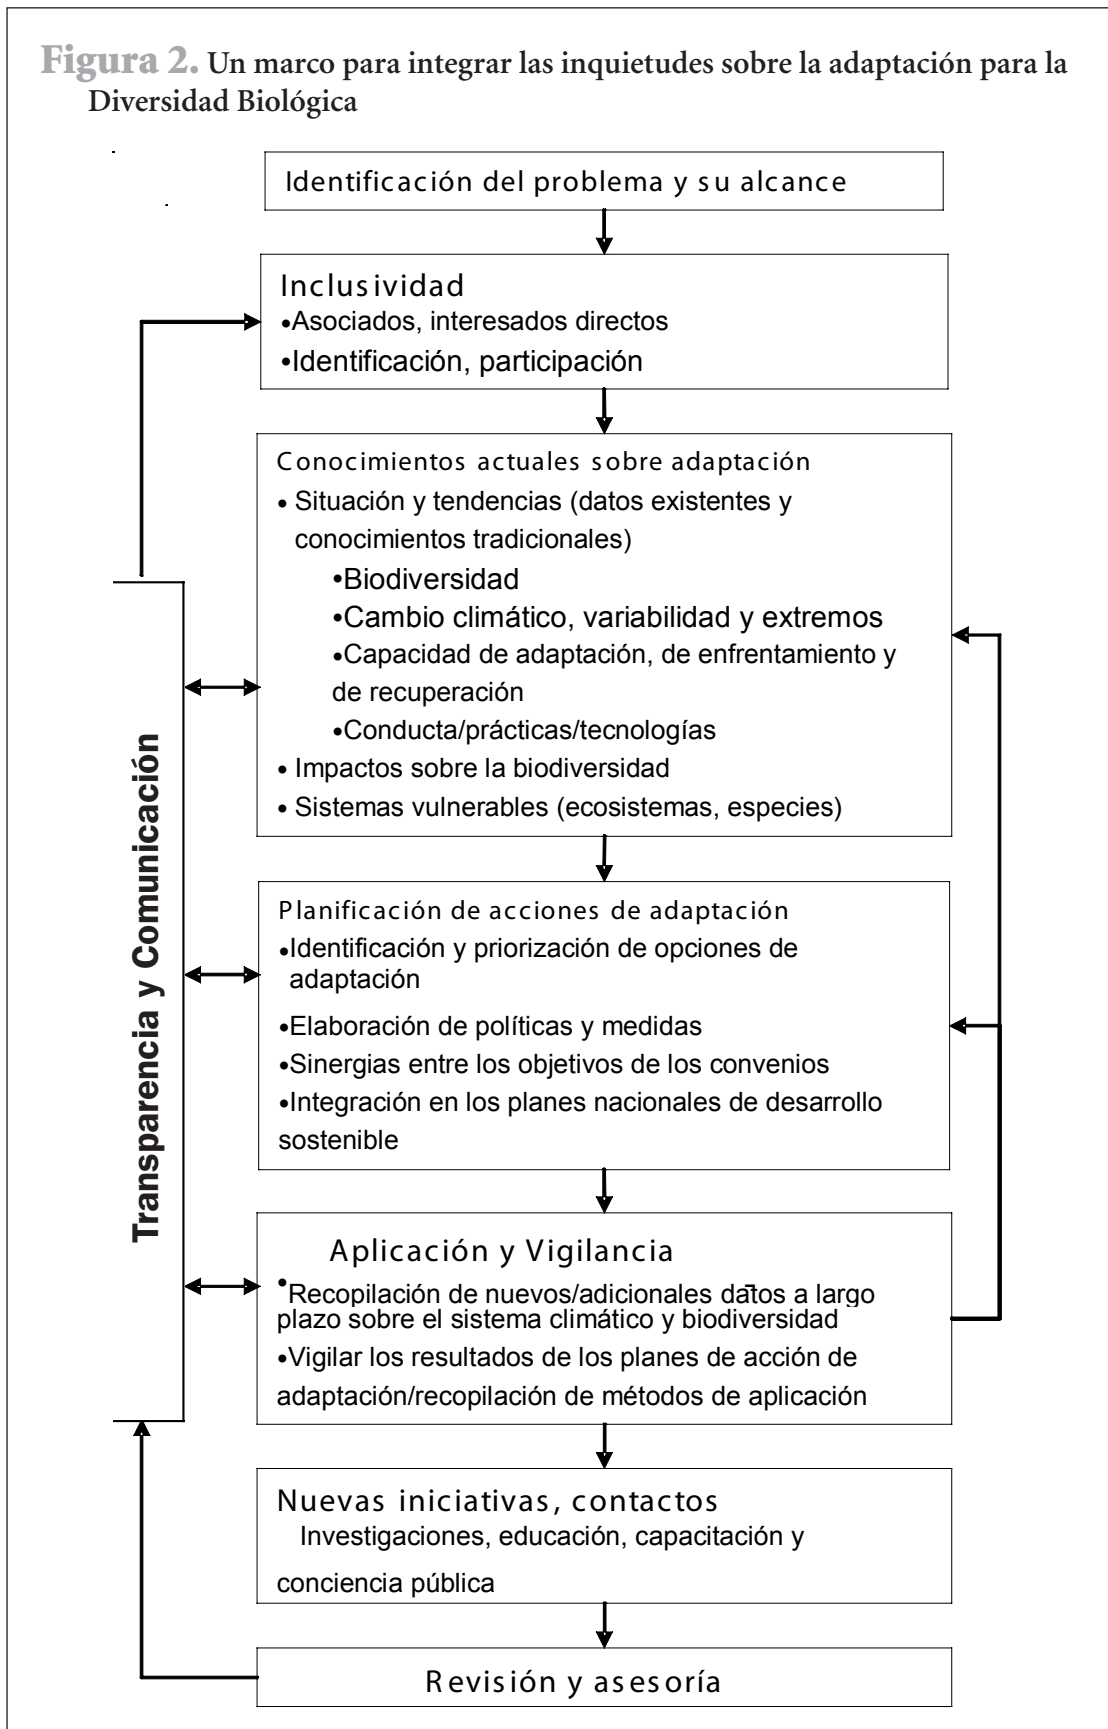 Figura 2. Un marco para integrar las inquietudes sobre la adaptación para la
Diversidad Biológica
Identificación del problema y su alcance
Inclusividad
•Asociados, interesados directos
•Identificación, participación
Conocimientos actuales sobre adaptación
• Situación y tendencias (datos existentes y
conocimientos tradicionales)
•Biodiversidad
•Cambio climático, variabilidad y extremos
•Capacidad de adaptación, de enfrentamiento y
de recuperación
•Conducta/prácticas/tecnologías
• Impactos sobre la biodiversidad
• Sistemas vulnerables (ecosistemas, especies)
Transparencia y Comunicación
Planificación de acciones de adaptación
•Identificación y priorización de opciones de
adaptación
•Elaboración de políticas y medidas
•Sinergias entre los objetivos de los convenios
•Integración en los planes nacionales de desarrollo
sostenible
Aplicación y Vigilancia
•Recopilación de nuevos/adicionales datos a largo
plazo sobre el sistema climático y biodiversidad
•Vigilar los resultados de los planes de acción de
adaptación/recopilación de métodos de aplicación
Nuevas iniciativas, contactos
Investigaciones, educación, capacitación y
conciencia pública
Revisión y asesoría